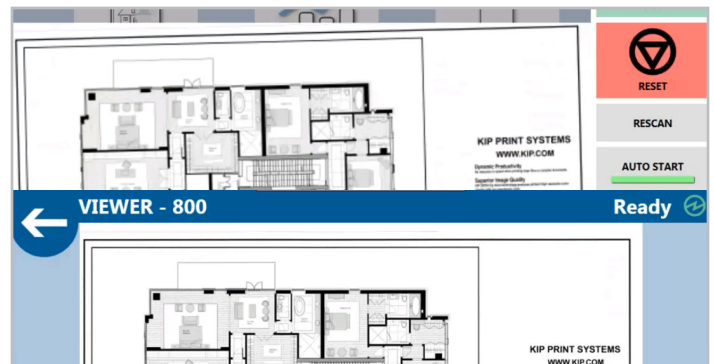 RESET
RESCAN
KIP PRINT SYSTEMS
WWW.KIP.COM
AUTO START
Dynamic Productivity
Superior Image Quality
VIEWER - 800
Ready
KIP PRINT SYSTEMS
WWW.KIP.COM